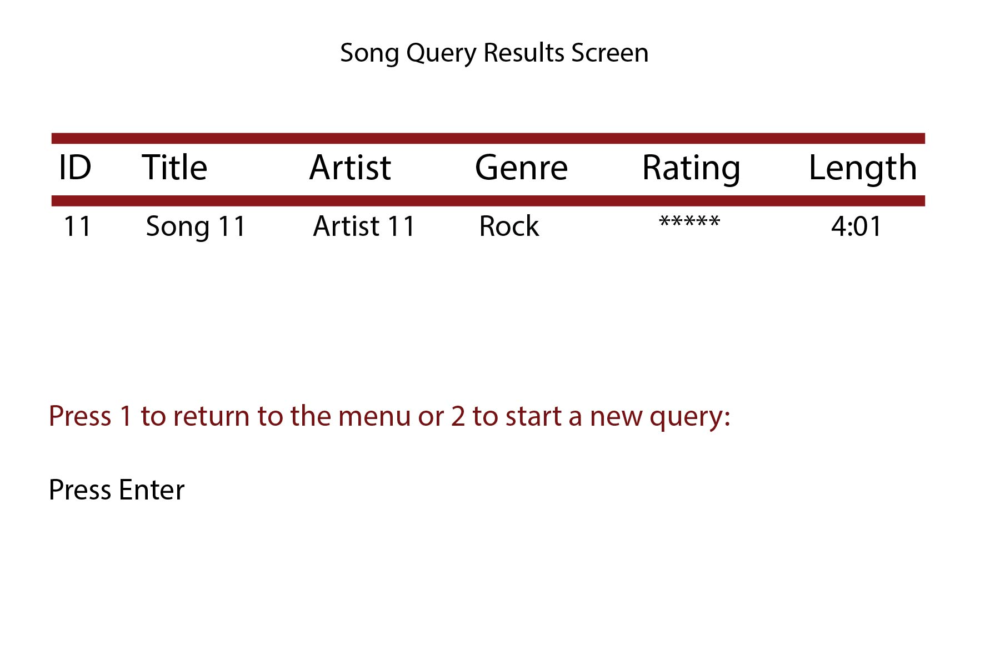 Song Query Results Screen
ID Title Artist Genre Rating Length
11 Song 11 Artist 11 Rock ***** 4:01
Press 1 to return to the menu or 2 to start a new query:
Press Enter